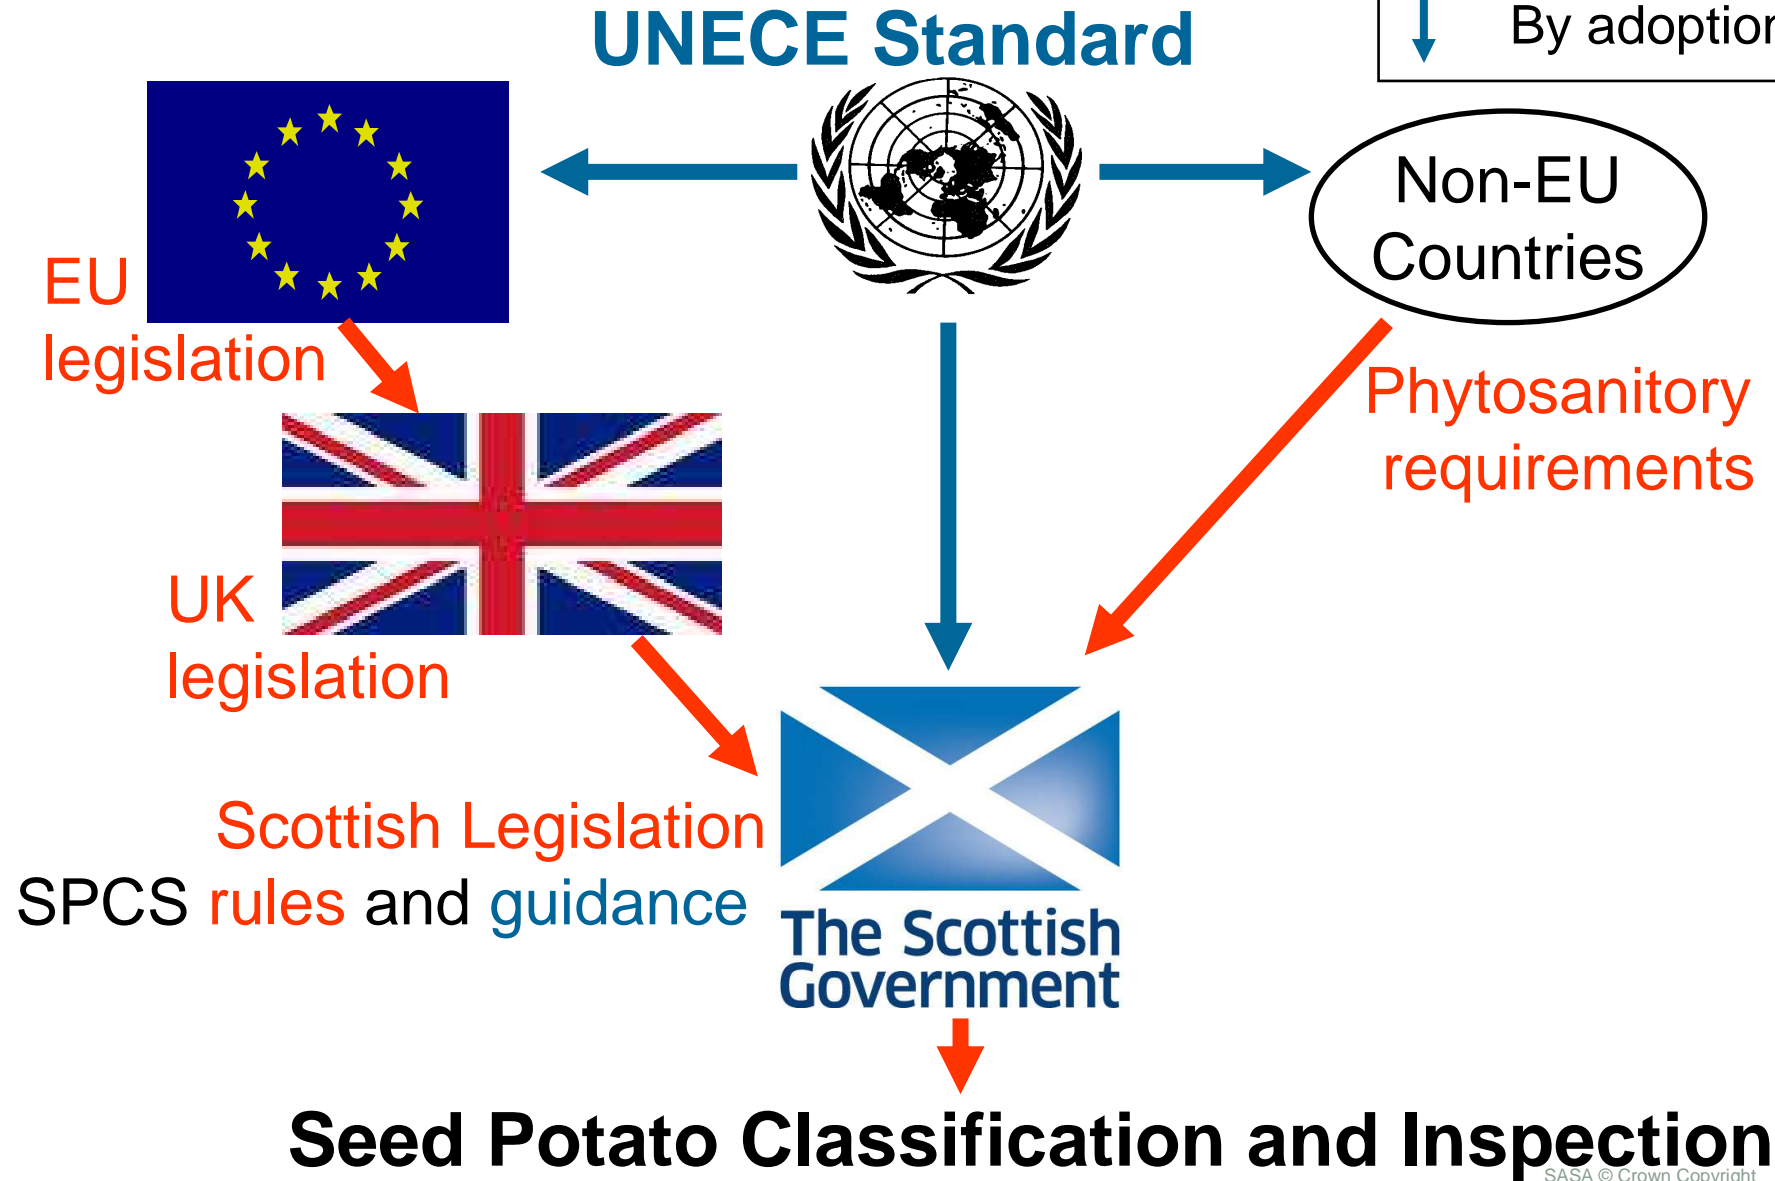 UNECE Standard
By adoption
Non-EU
Countries
EU
legislation
Phytosanitory
requirements
UK
legislation
Scottish Legislation
SPCS rules and guidance
The Scottish
Government
Seed Potato Classification and Inspection
SASA © Crown Copyright